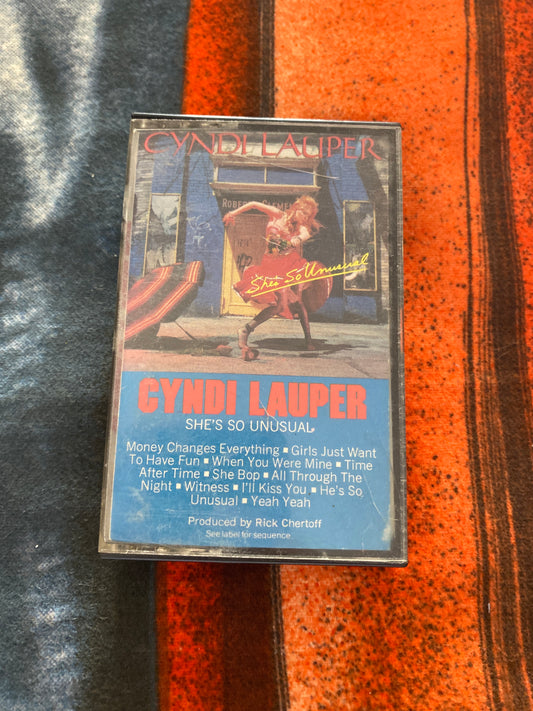 CYNDI LAUPER
She's So Unusual
CYNDI LAUPER
SHE'S SO UNUSUAL
Money Changes Everything ▪ Girls Just Want
To Have Fun ▪ When You Were Mine ▪ Time
After Time ▪ She Bop ▪ All Through The
Night ▪ Witness ▪ I'll Kiss You ▪ He's So
Unusual ▪ Yeah Yeah
Produced by Rick Chertoff
See label for sequence.